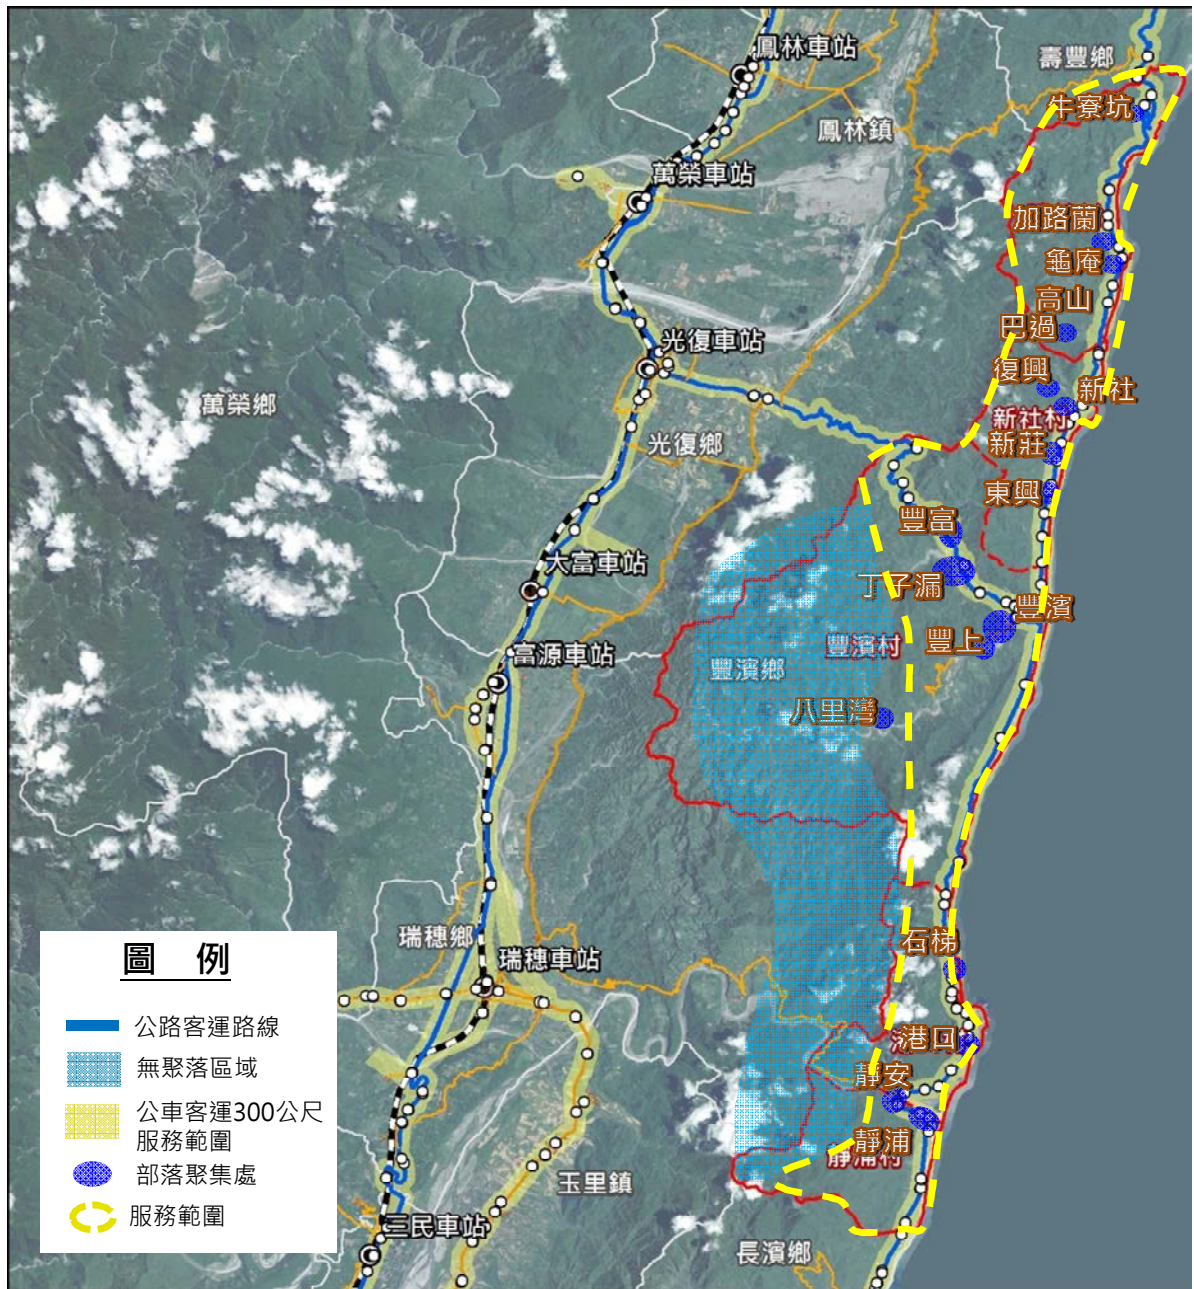 鳳林車站
壽豐鄉
牛寮坑
鳳林鎮
萬榮車站
加路蘭
龜庵
高山
巴過
光復車站
復興
新社
萬榮鄉
新社村
光復鄉
新莊
東興
豐富
大富車站
丁子漏
豐濱
豐上
豐濱村
富源車站
豐濱鄉
八里灣
瑞穗鄉
石梯
瑞穗車站
港口
靜安
靜浦
靜浦村
玉里鎮
三民車站
長濱鄉
圖 例
公路客運路線
無聚落區域
公車客運300公尺
服務範圍
部落聚集處
服務範圍